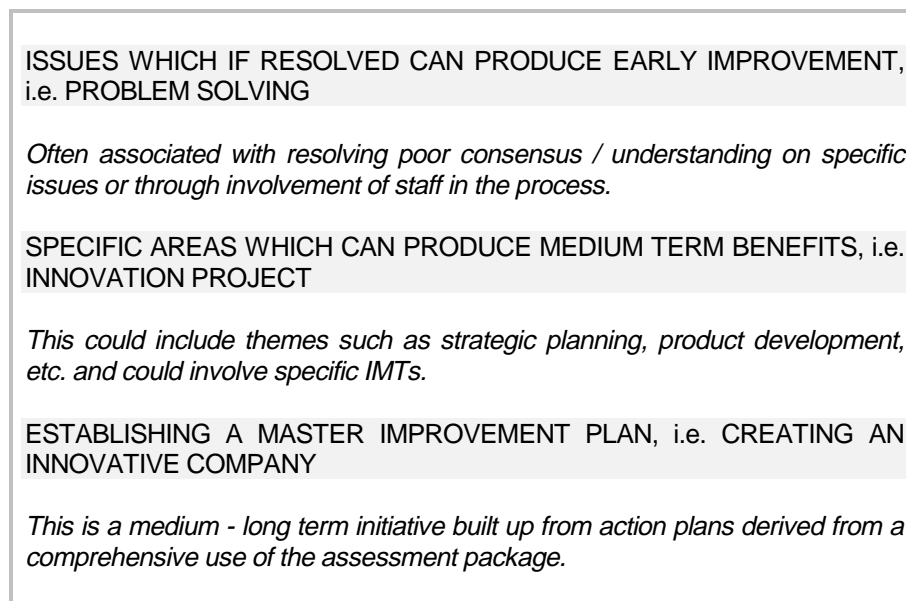 ISSUES WHICH IF RESOLVED CAN PRODUCE EARLY IMPROVEMENT,
i.e. PROBLEM SOLVING
Often associated with resolving poor consensus / understanding on specific
issues or through involvement of staff in the process.
SPECIFIC AREAS WHICH CAN PRODUCE MEDIUM TERM BENEFITS, i.e.
INNOVATION PROJECT
This could include themes such as strategic planning, product development,
etc. and could involve specific IMTs.
ESTABLISHING A MASTER IMPROVEMENT PLAN, i.e. CREATING AN
INNOVATIVE COMPANY
This is a medium - long term initiative built up from action plans derived from a
comprehensive use of the assessment package.